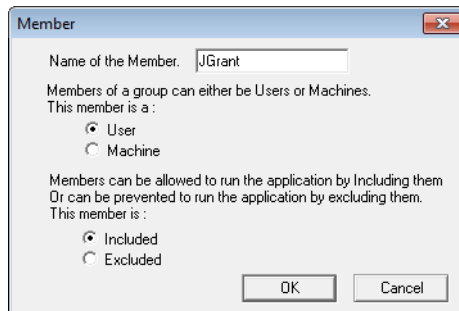 Member
Name of the Member. JGrant
Members of a group can either be Users or Machines.
This member is a :
User
Machine
Members can be allowed to run the application by Including them
Or can be prevented to run the application by excluding them.
This member is :
Included
Excluded
OK Cancel